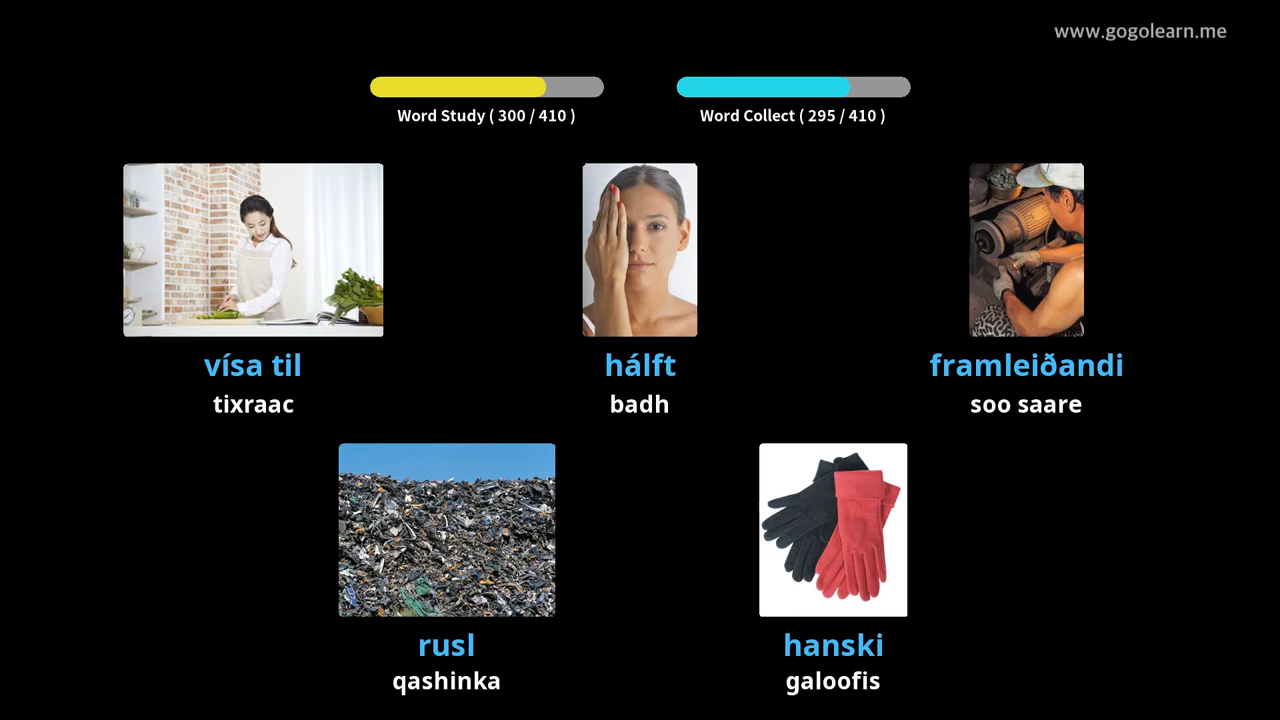 www.gogolearn.me
Word Study ( 300 / 410 )
Word Collect ( 295 / 410 )
vísa til
tixraac
hálft
badh
framleiðandi
soo saare
rusl
qashinka
hanski
galoofis